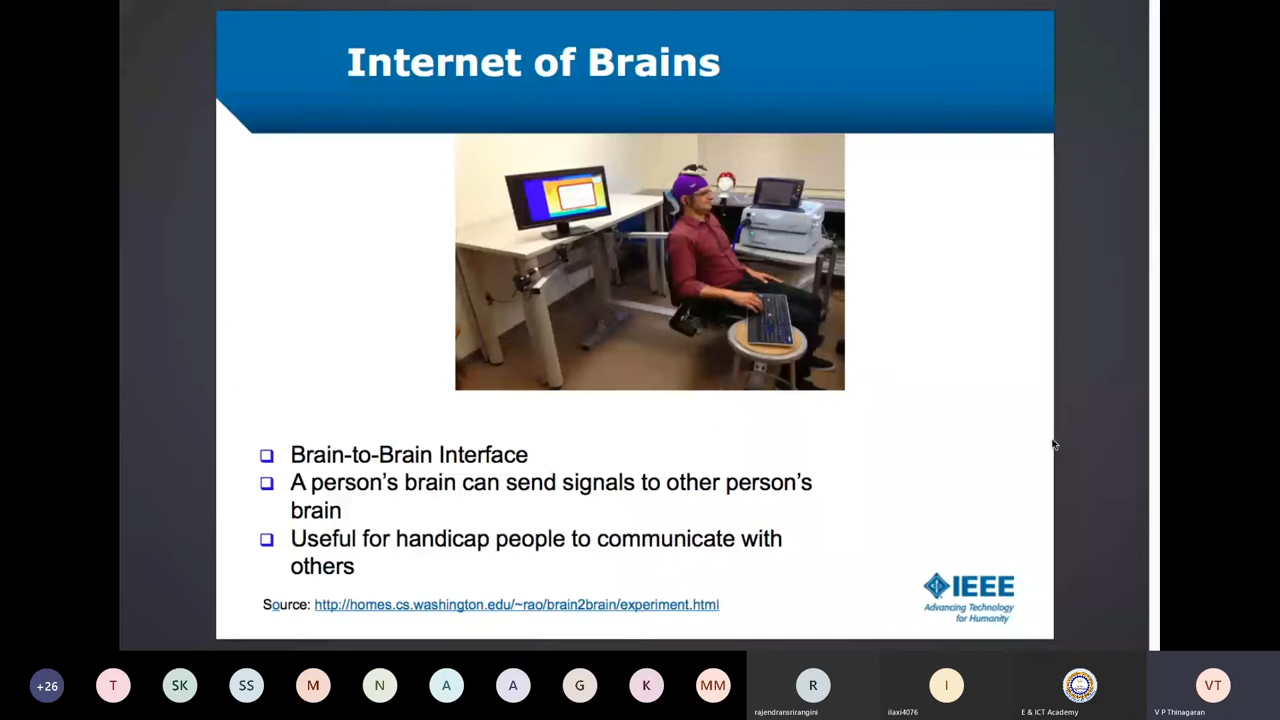 Internet of Brains
Brain-to-Brain Interface
A person's brain can send signals to other person's
brain
Useful for handicap people to communicate with
others
Source: http://homes.cs.washington.edu/~rao/brain2brain/experiment.html
IEEE
Advancing Technology
for Humanity
+26
T
SK
SS
M
N
A
A
G
K
MM
R
I
VT
rajendransrirangini
ilaxi4076
E & ICT Academy
V P Thinagaran